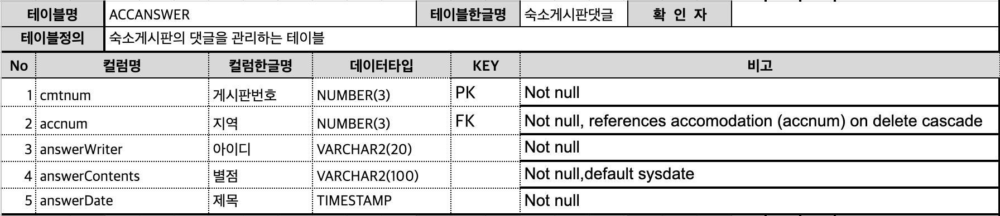 테이블명 ACCANSWER 테이블한글명 숙소게시판댓글 확 인 자
테이블정의 숙소게시판의 댓글을 관리하는 테이블
No 컬럼명 컬럼한글명 데이터타입 KEY 비고
1 cmtnum 게시판번호 NUMBER(3) PK Not null
2 accnum 지역 NUMBER(3) FK Not null, references accomodation (accnum) on delete cascade
3 answerWriter 아이디 VARCHAR2(20) Not null
4 answerContents 별점 VARCHAR2(100) Not null,default sysdate
5 answerDate 제목 TIMESTAMP Not null